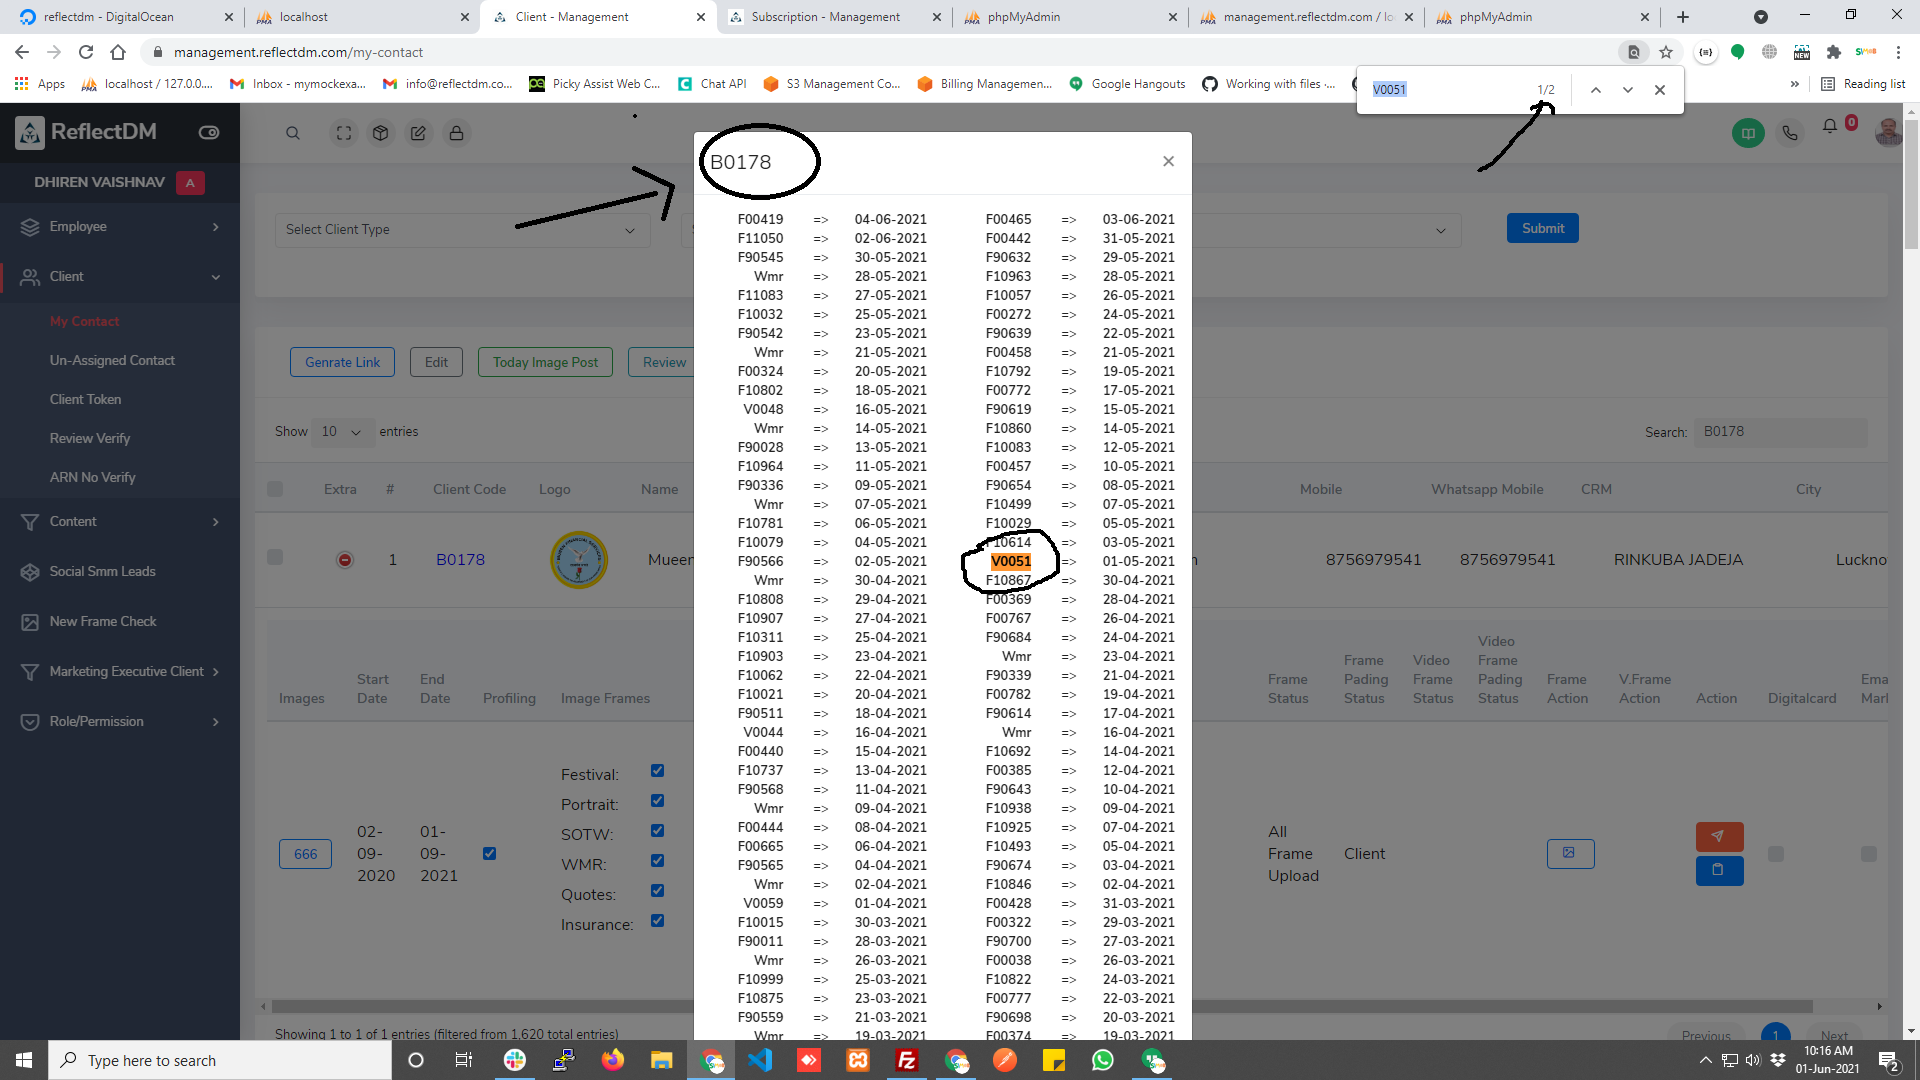 reflectdm - DigitalOcean
localhost
Client - Management
Subscription - Management
phpMyAdmin
management.reflectdm.com / lo
phpMyAdmin
management.reflectdm.com/my-contact
Apps
localhost / 127.0.0....
Inbox - mymockexa...
info@reflectdm.co...
Picky Assist Web C...
Chat API
S3 Management Co...
Billing Managemen...
Google Hangouts
Working with files ·...
»
Reading list
V0051 1/2
ReflectDM
0
DHIREN VAISHNAV A
Employee
Client
My Contact
Un-Assigned Contact
Client Token
Review Verify
ARN No Verify
Content
Social Smm Leads
New Frame Check
Marketing Executive Client
Role/Permission
Select Client Type
Submit
Genrate Link
Edit
Today Image Post
Review
Show 10 entries
Search: B0178
Extra # Client Code Logo Name Mobile Whatsapp Mobile CRM City
1 B0178 Mueen 8756979541 8756979541 RINKUBA JADEJA Luckno
Images Start Date End Date Profiling Image Frames Frame Status Frame Pading Status Video Frame Status Video Frame Pading Status Frame Action V.Frame Action Action Digitalcard Ema Mark
666 02-09-2020 01-09-2021
Festival:
Portrait:
SOTW:
WMR:
Quotes:
Insurance:
All Frame Upload Client
Showing 1 to 1 of 1 entries (filtered from 1,620 total entries)
Previous 1 Next
B0178 ×
F00419 => 04-06-2021 F00465 => 03-06-2021
F11050 => 02-06-2021 F00442 => 31-05-2021
F90545 => 30-05-2021 F90632 => 29-05-2021
Wmr => 28-05-2021 F10963 => 28-05-2021
F11083 => 27-05-2021 F10057 => 26-05-2021
F10032 => 25-05-2021 F00272 => 24-05-2021
F90542 => 23-05-2021 F90639 => 22-05-2021
Wmr => 21-05-2021 F00458 => 21-05-2021
F00324 => 20-05-2021 F10792 => 19-05-2021
F10802 => 18-05-2021 F00772 => 17-05-2021
V0048 => 16-05-2021 F90619 => 15-05-2021
Wmr => 14-05-2021 F10860 => 14-05-2021
F90028 => 13-05-2021 F10083 => 12-05-2021
F10964 => 11-05-2021 F00457 => 10-05-2021
F90336 => 09-05-2021 F90654 => 08-05-2021
Wmr => 07-05-2021 F10499 => 07-05-2021
F10781 => 06-05-2021 F10029 => 05-05-2021
F10079 => 04-05-2021 F10614 => 03-05-2021
F90566 => 02-05-2021 V0051 => 01-05-2021
Wmr => 30-04-2021 F10867 => 30-04-2021
F10808 => 29-04-2021 F00369 => 28-04-2021
F10907 => 27-04-2021 F00767 => 26-04-2021
F10311 => 25-04-2021 F90684 => 24-04-2021
F10903 => 23-04-2021 Wmr => 23-04-2021
F10062 => 22-04-2021 F90339 => 21-04-2021
F10021 => 20-04-2021 F00782 => 19-04-2021
F90511 => 18-04-2021 F90614 => 17-04-2021
V0044 => 16-04-2021 Wmr => 16-04-2021
F00440 => 15-04-2021 F10692 => 14-04-2021
F10737 => 13-04-2021 F00385 => 12-04-2021
F90568 => 11-04-2021 F90643 => 10-04-2021
Wmr => 09-04-2021 F10938 => 09-04-2021
F00444 => 08-04-2021 F10925 => 07-04-2021
F00665 => 06-04-2021 F10493 => 05-04-2021
F90565 => 04-04-2021 F90674 => 03-04-2021
Wmr => 02-04-2021 F10846 => 02-04-2021
V0059 => 01-04-2021 F00428 => 31-03-2021
F10015 => 30-03-2021 F00322 => 29-03-2021
F90011 => 28-03-2021 F90700 => 27-03-2021
Wmr => 26-03-2021 F00038 => 26-03-2021
F10999 => 25-03-2021 F10822 => 24-03-2021
F10875 => 23-03-2021 F00777 => 22-03-2021
F90559 => 21-03-2021 F90698 => 20-03-2021
Wmr => 19-03-2021 F00374 => 19-03-2021
Type here to search
10:16 AM
01-Jun-2021
2